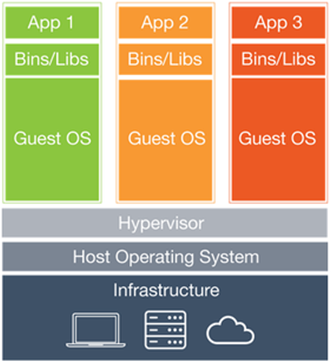 App 1
App 2
App 3
Bins/Libs
Bins/Libs
Bins/Libs
Guest OS
Guest OS
Guest OS
Hypervisor
Host Operating System
Infrastructure